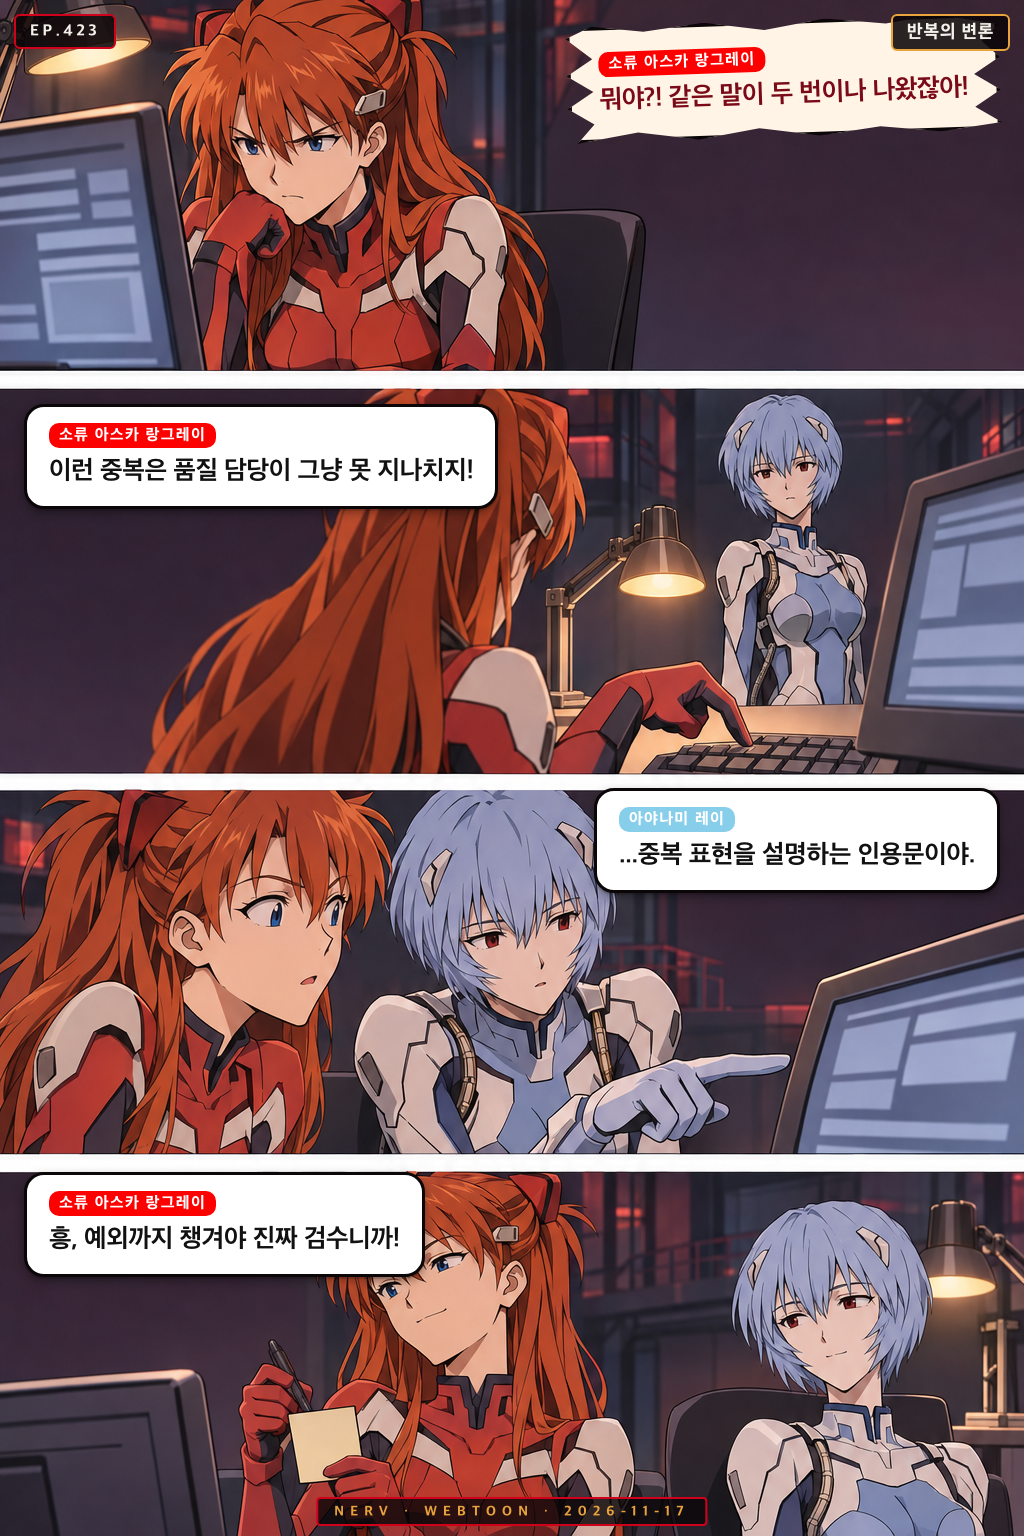 EP.423
반복의 변론
소류 아스카 랑그레이
뭐야?! 같은 말이 두 번이나 나왔잖아!
소류 아스카 랑그레이
이런 중복은 품질 담당이 그냥 못 지나치지!
아야나미 레이
...중복 표현을 설명하는 인용문이야.
소류 아스카 랑그레이
흥, 예외까지 챙겨야 진짜 검수니까!
NERV · WEBTOON · 2026-11-17